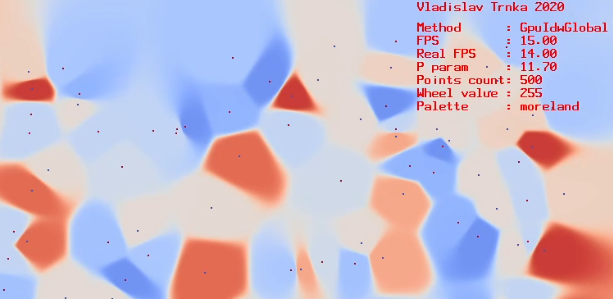 Vladislav Trnka 2020
Method : GpuIdwGlobal
FPS : 15.00
Real FPS : 14.00
P param : 11.70
Points count: 500
Wheel value : 255
Palette : moreland